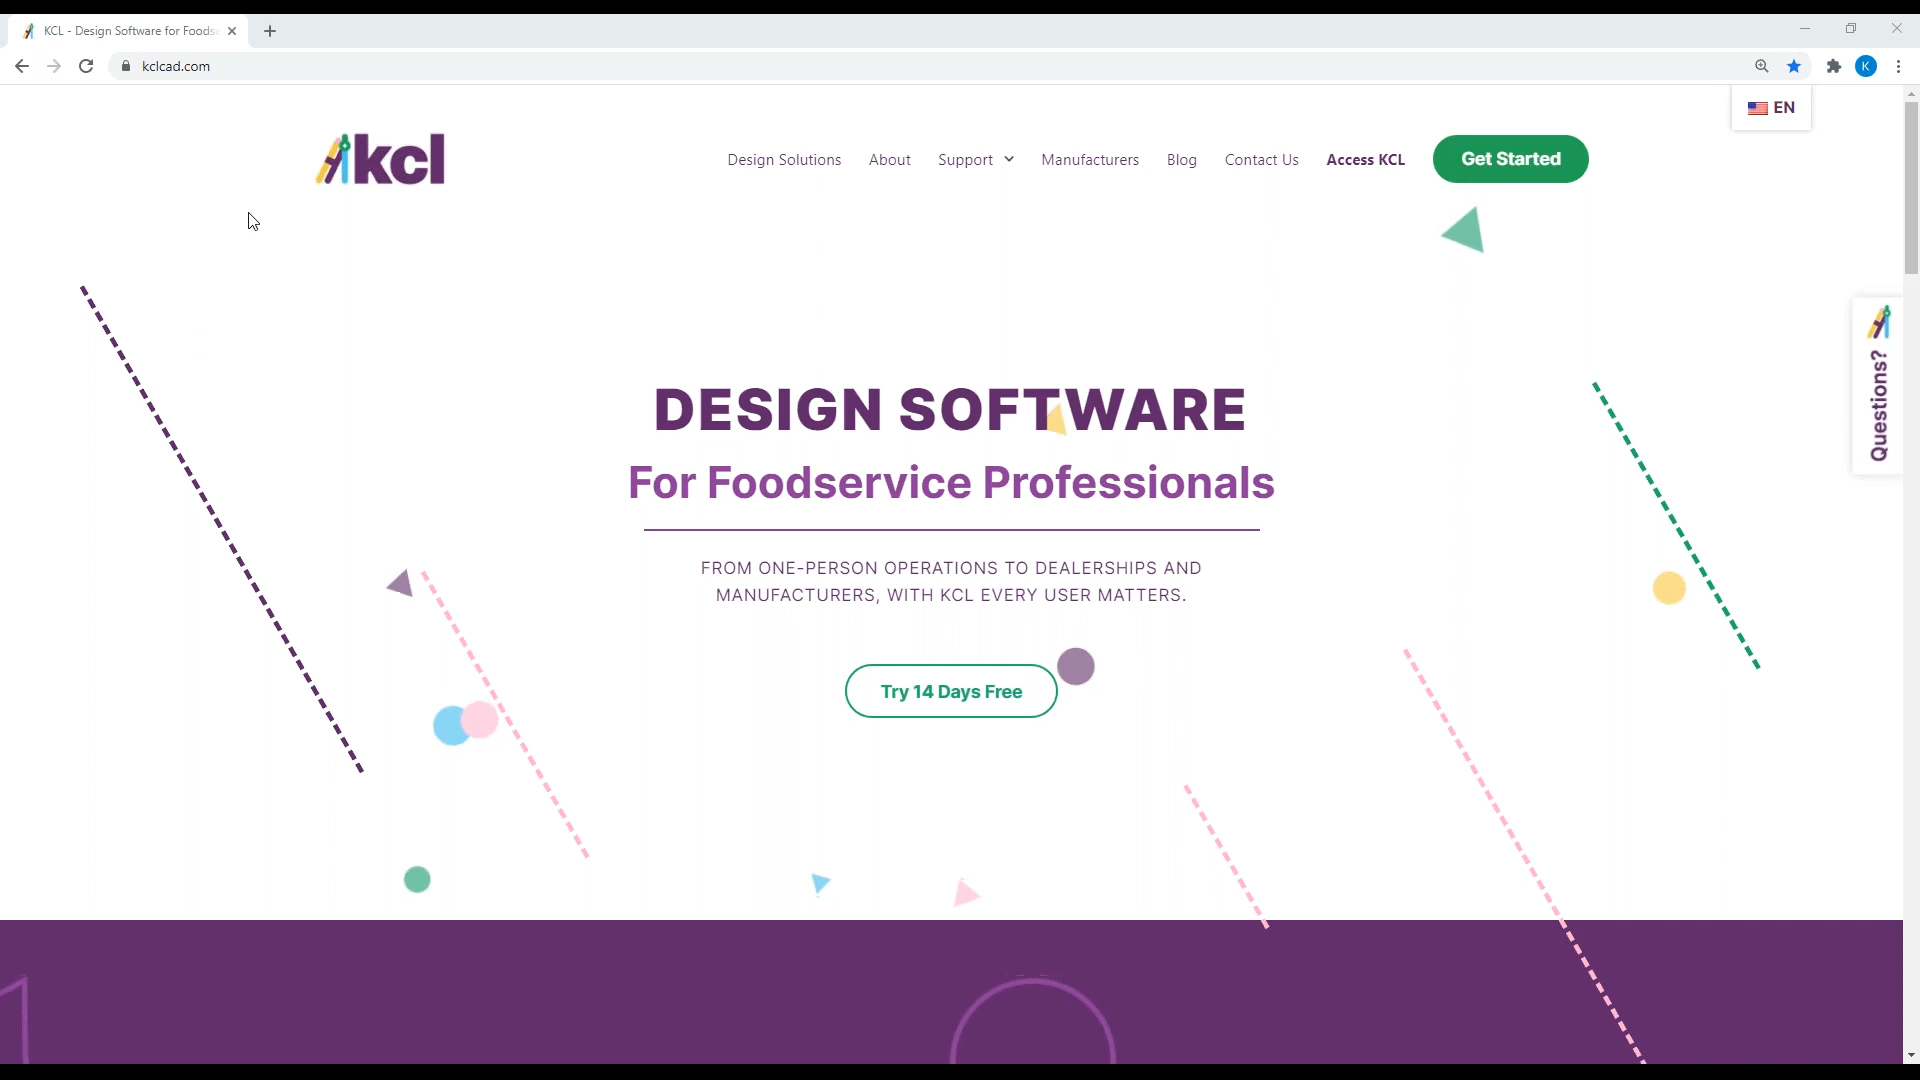 KCL - Design Software for Foods
kclcad.com
K
EN
kcl
Design Solutions
About
Support
Manufacturers
Blog
Contact Us
Access KCL
Get Started
Questions?
DESIGN SOFTWARE
For Foodservice Professionals
FROM ONE-PERSON OPERATIONS TO DEALERSHIPS AND
MANUFACTURERS, WITH KCL EVERY USER MATTERS.
Try 14 Days Free